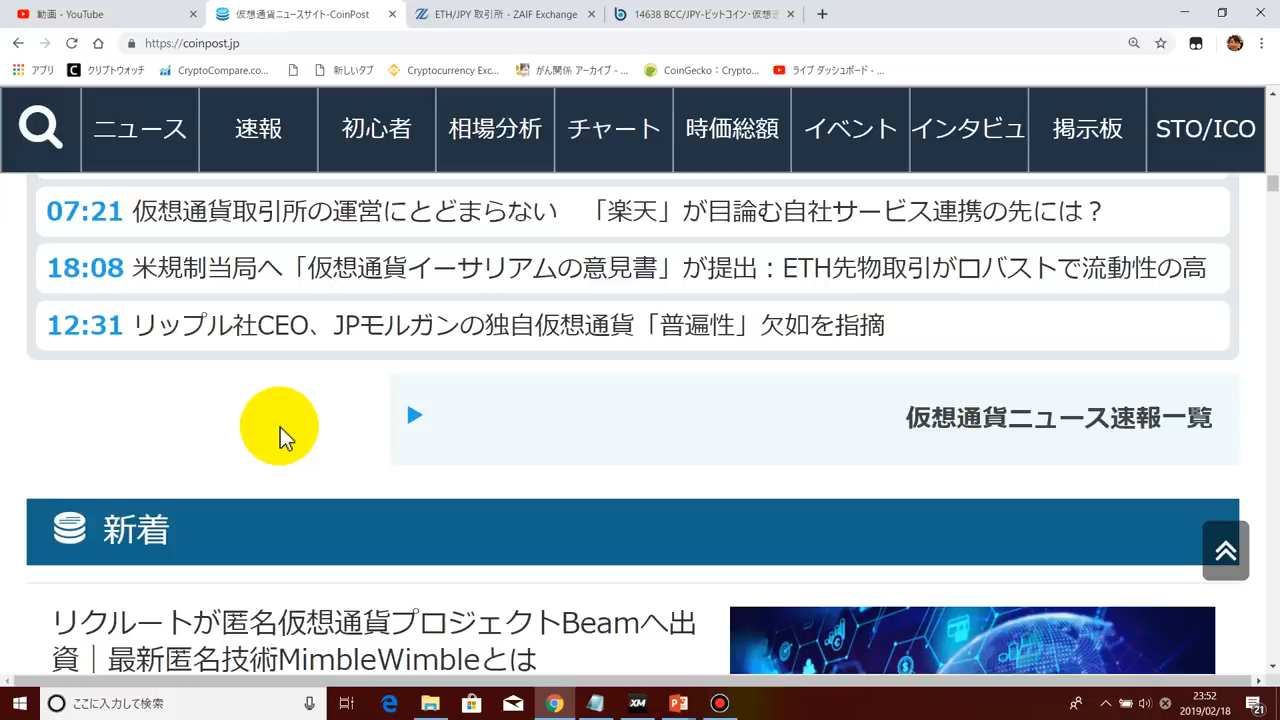 動画 - YouTube
仮想通貨ニュースサイト-CoinPost
ETH/JPY 取引所 - ZAIF Exchange
14638 BCC/JPY-ビットコイン・仮想通
https://coinpost.jp
アプリ
クリプトウォッチ
CryptoCompare.co...
新しいタブ
Cryptocurrency Exc...
がん関係 アーカイブ - ...
CoinGecko：Crypto...
ライブ ダッシュボード - ...
ニュース
速報
初心者
相場分析
チャート
時価総額
イベント
インタビュ
掲示板
STO/ICO
07:21 仮想通貨取引所の運営にとどまらない 「楽天」が目論む自社サービス連携の先には？
18:08 米規制当局へ「仮想通貨イーサリアムの意見書」が提出：ETH先物取引がロバストで流動性の高
12:31 リップル社CEO、JPモルガンの独自仮想通貨「普遍性」欠如を指摘
仮想通貨ニュース速報一覧
新着
リクルートが匿名仮想通貨プロジェクトBeamへ出
資｜最新匿名技術MimbleWimbleとは
ここに入力して検索
XM
23:52
2019/02/18
21